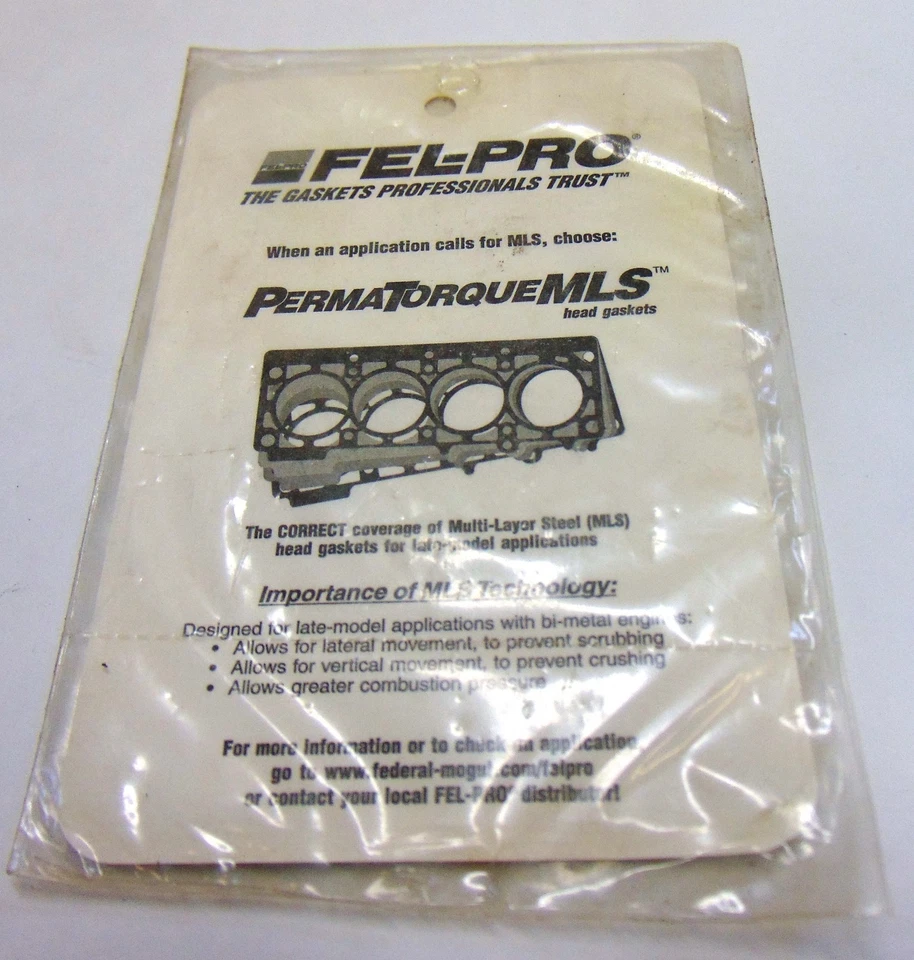 FEL-PRO
FEL-PRO®
THE GASKETS PROFESSIONALS TRUST™
When an application calls for MLS, choose:
PERMATORQUEMLS™
head gaskets
The CORRECT coverage of Multi-Layer Steel (MLS)
head gaskets for late-model applications
Importance of MLS Technology:
Designed for late-model applications with bi-metal engines:
• Allows for lateral movement, to prevent scrubbing
• Allows for vertical movement, to prevent crushing
• Allows greater combustion pressure
For more information or to check an application,
go to www.federal-mogul.com/felpro
or contact your local FEL-PRO® distributor!